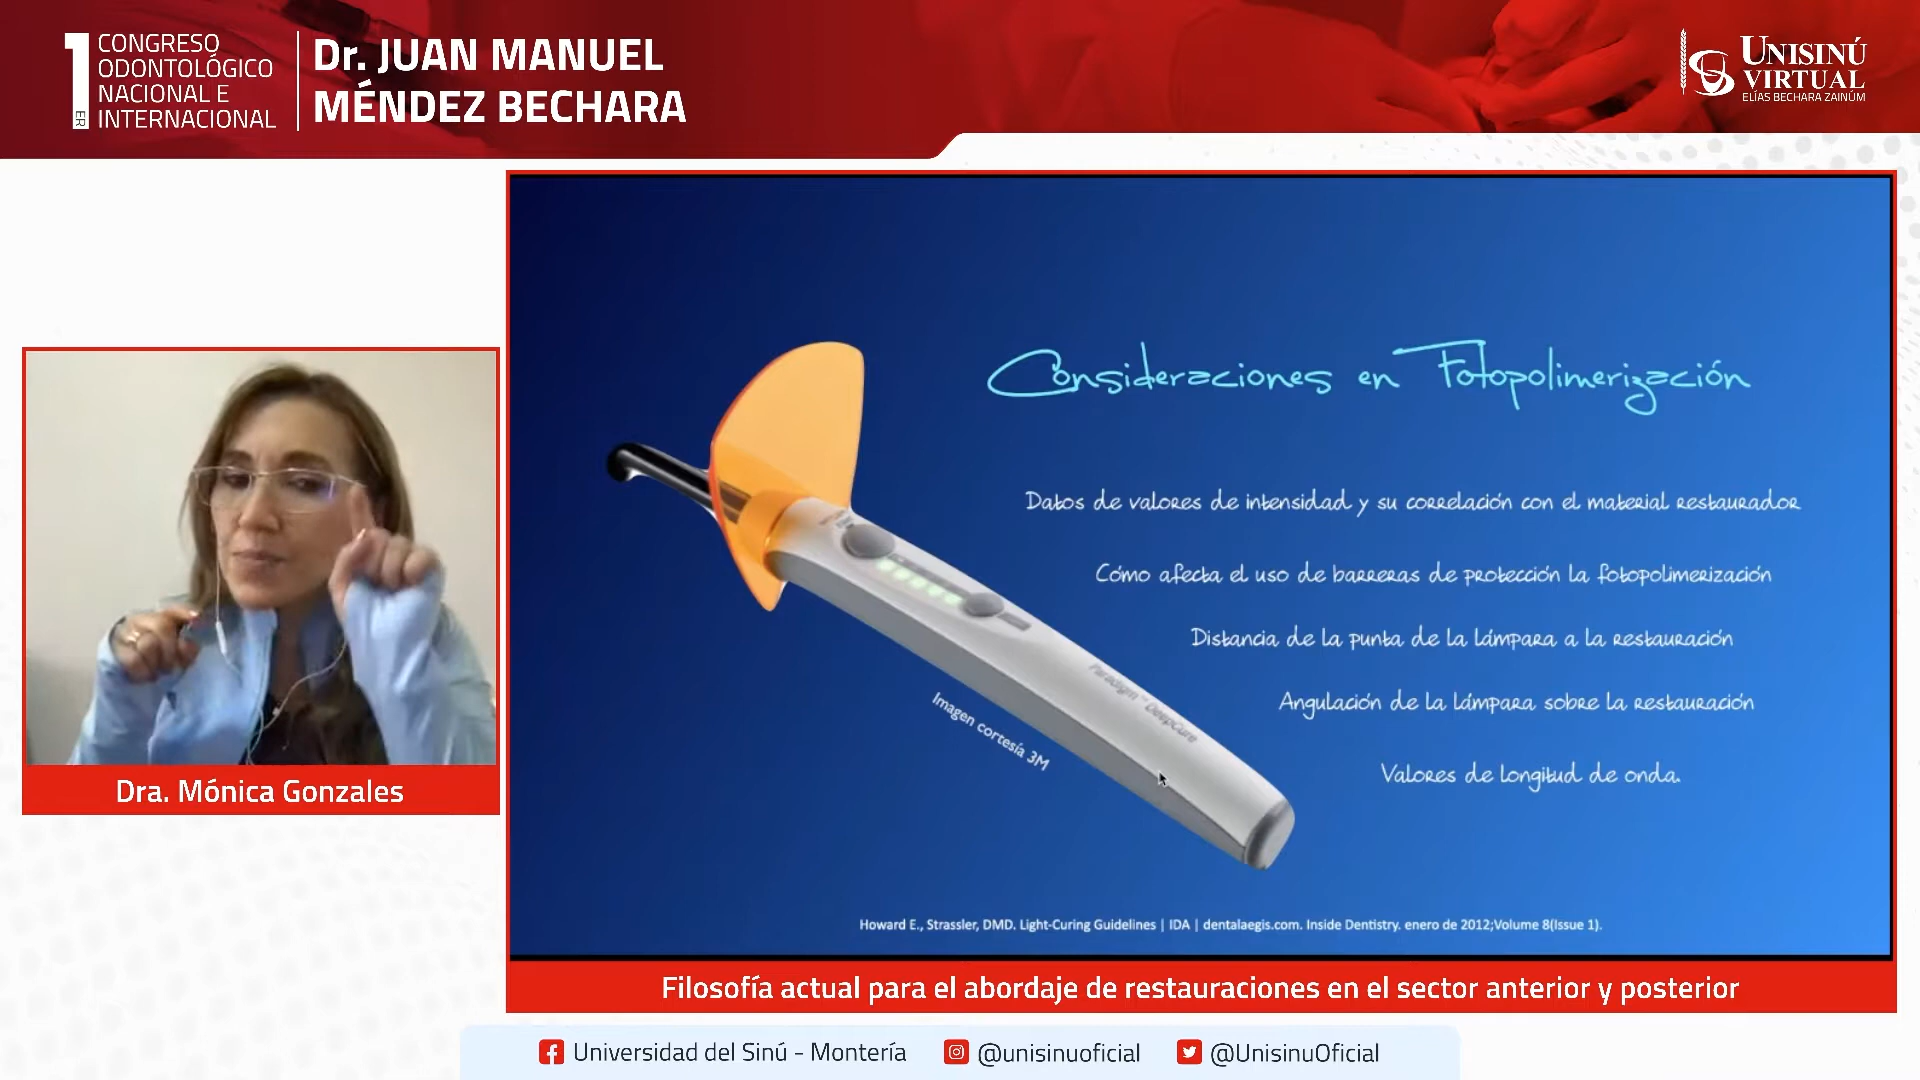 1ER
CONGRESO
ODONTOLÓGICO
NACIONAL E
INTERNACIONAL
Dr. JUAN MANUEL
MÉNDEZ BECHARA
UNISINÚ
VIRTUAL
ELÍAS BECHARA ZAINÚM
Dra. Mónica Gonzales
Consideraciones en Fotopolimerización
Datos de valores de intensidad y su correlación con el material restaurador
Cómo afecta el uso de barreras de protección la fotopolimerización
Distancia de la punta de la lámpara a la restauración
Angulación de la lámpara sobre la restauración
Valores de longitud de onda.
Paradigm™ DeepCure
Imagen cortesía 3M
Howard E., Strassler, DMD. Light-Curing Guidelines | IDA | dentalaegis.com. Inside Dentistry. enero de 2012;Volume 8(Issue 1).
Filosofía actual para el abordaje de restauraciones en el sector anterior y posterior
Universidad del Sinú - Montería
@unisinuoficial
@UnisinuOficial